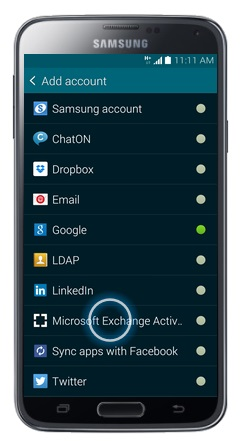 SAMSUNG
H+ 11:11 AM
Add account
Samsung account
ChatON
Dropbox
Email
Google
LDAP
LinkedIn
Microsoft Exchange Activ..
Sync apps with Facebook
Twitter